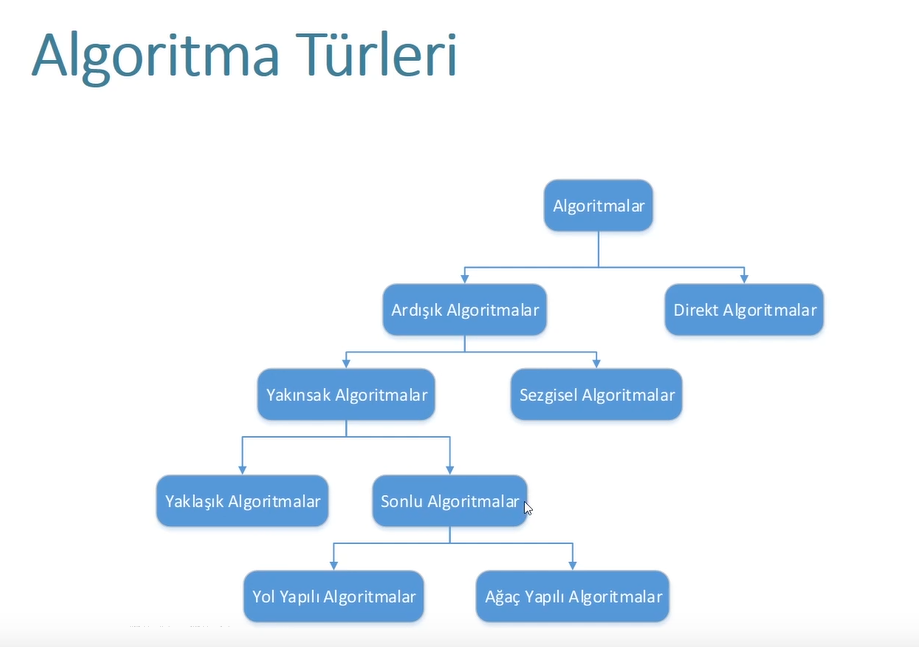 Algoritma Türleri
Algoritmalar
Ardışık Algoritmalar
Direkt Algoritmalar
Yakınsak Algoritmalar
Sezgisel Algoritmalar
Yaklaşık Algoritmalar
Sonlu Algoritmalar
Yol Yapılı Algoritmalar
Ağaç Yapılı Algoritmalar